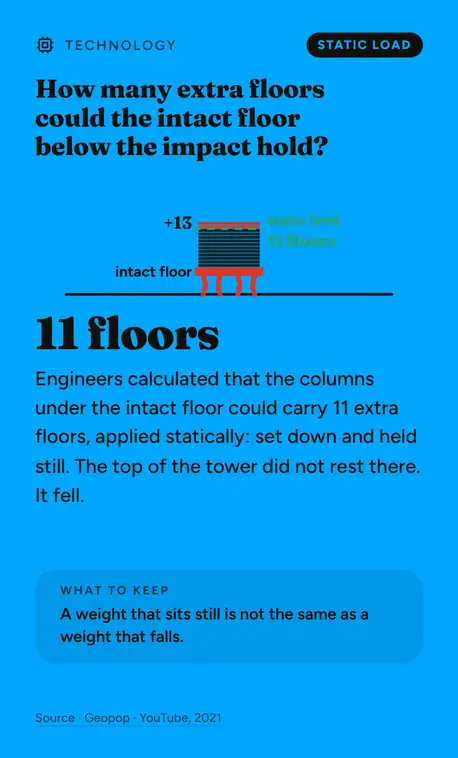 TECHNOLOGY
STATIC LOAD
How many extra floors
could the intact floor
below the impact hold?
+13
static limit
11 floors
intact floor
11 floors
Engineers calculated that the columns
under the intact floor could carry 11 extra
floors, applied statically: set down and held
still. The top of the tower did not rest there.
It fell.
WHAT TO KEEP
A weight that sits still is not the same as a
weight that falls.
Source · Geopop · YouTube, 2021